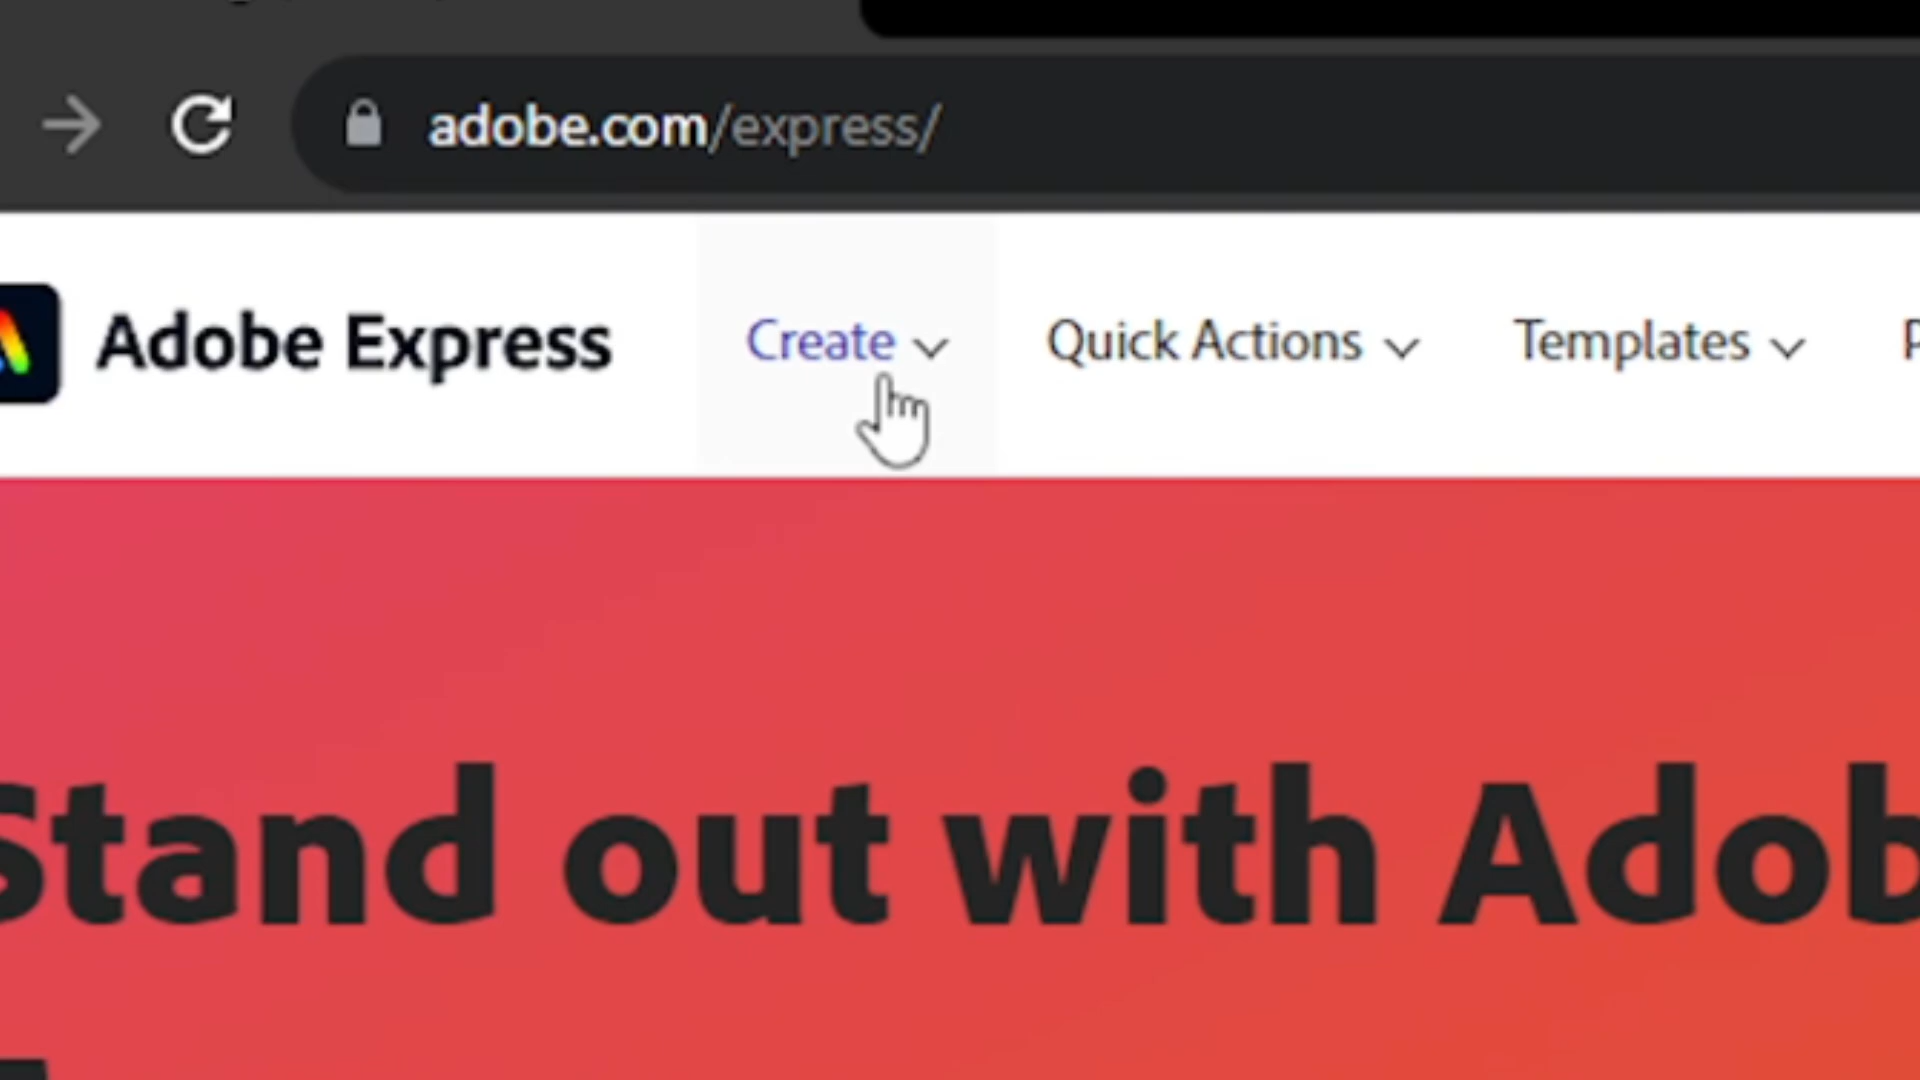 adobe.com/express/
Adobe Express Create Quick Actions Templates
Stand out with Adob